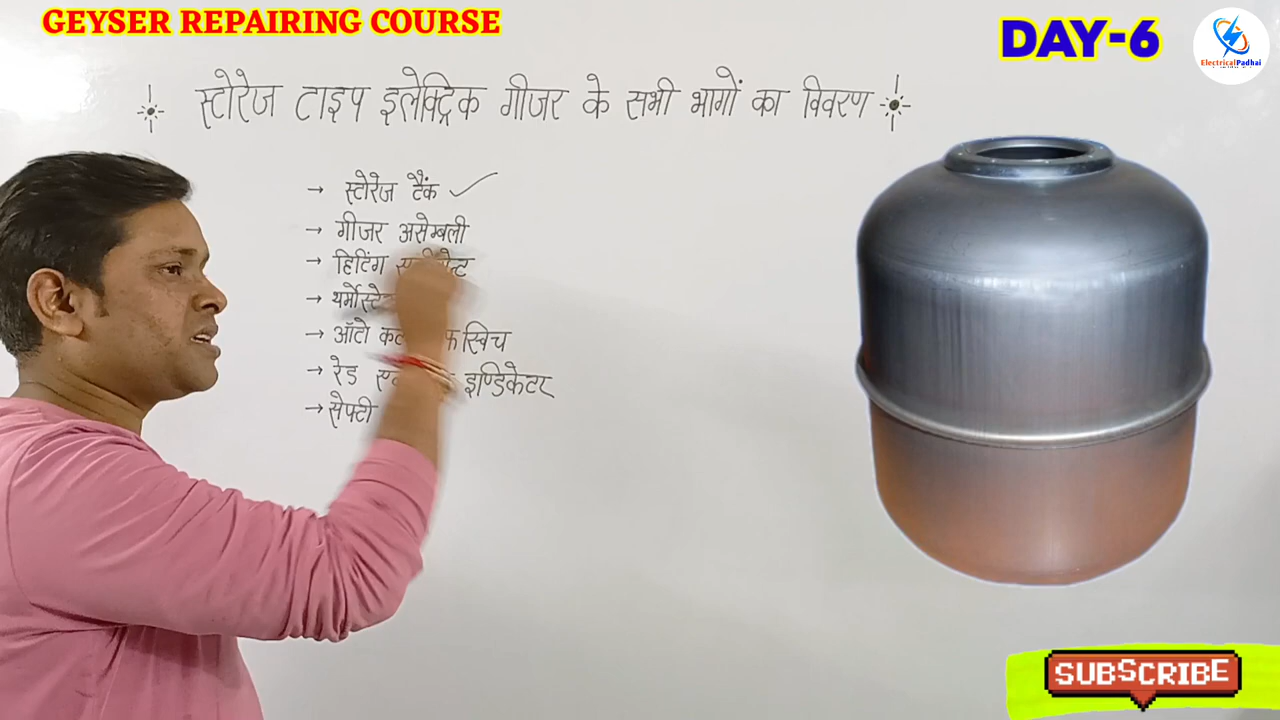 GEYSER REPAIRING COURSE
DAY-6
ElectricalPadhai
स्टोरेज टाइप इलेक्ट्रिक गीजर के सभी भागों का विवरण
→ स्टोरेज टैंक ✓
→ गीजर असेम्बली
→ हिटिंग
→ थर्मोस्टेट
→ ऑटो स्विच
→ रेड इण्डिकेटर
→ सेफ्टी
SUBSCRIBE